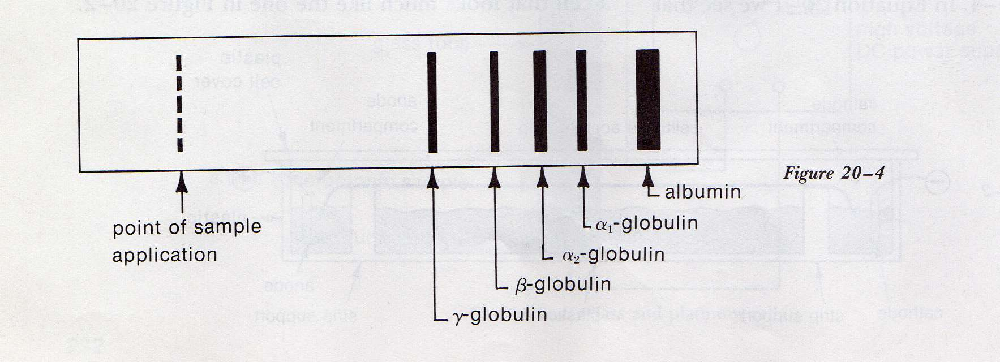 Figure 20–4
albumin
point of sample
application
α₁-globulin
α₂-globulin
β-globulin
γ-globulin